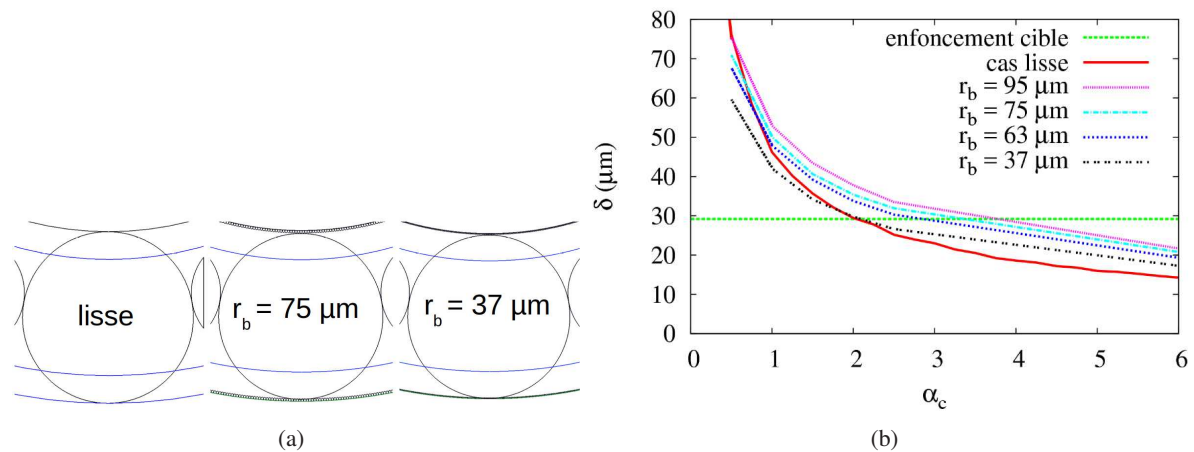 lisse
r_b = 75 µm
r_b = 37 µm
(a)
80
70
60
50
40
30
20
10
0
δ (µm)
enfoncement cible
cas lisse
r_b = 95 µm
r_b = 75 µm
r_b = 63 µm
r_b = 37 µm
0 1 2 3 4 5 6
α_c
(b)